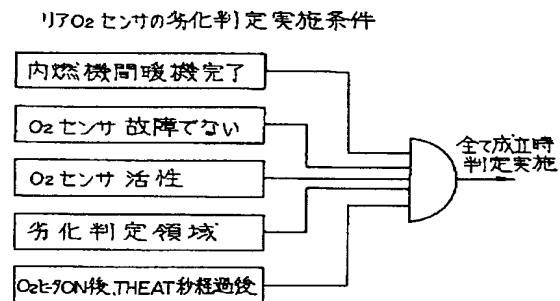 リアO2センサの劣化判定実施条件
内燃機関暖機完了
O2センサ故障でない
全て成立時
判定実施
O2センサ活性
劣化判定領域
O2ヒータON後、THEAT秒経過後